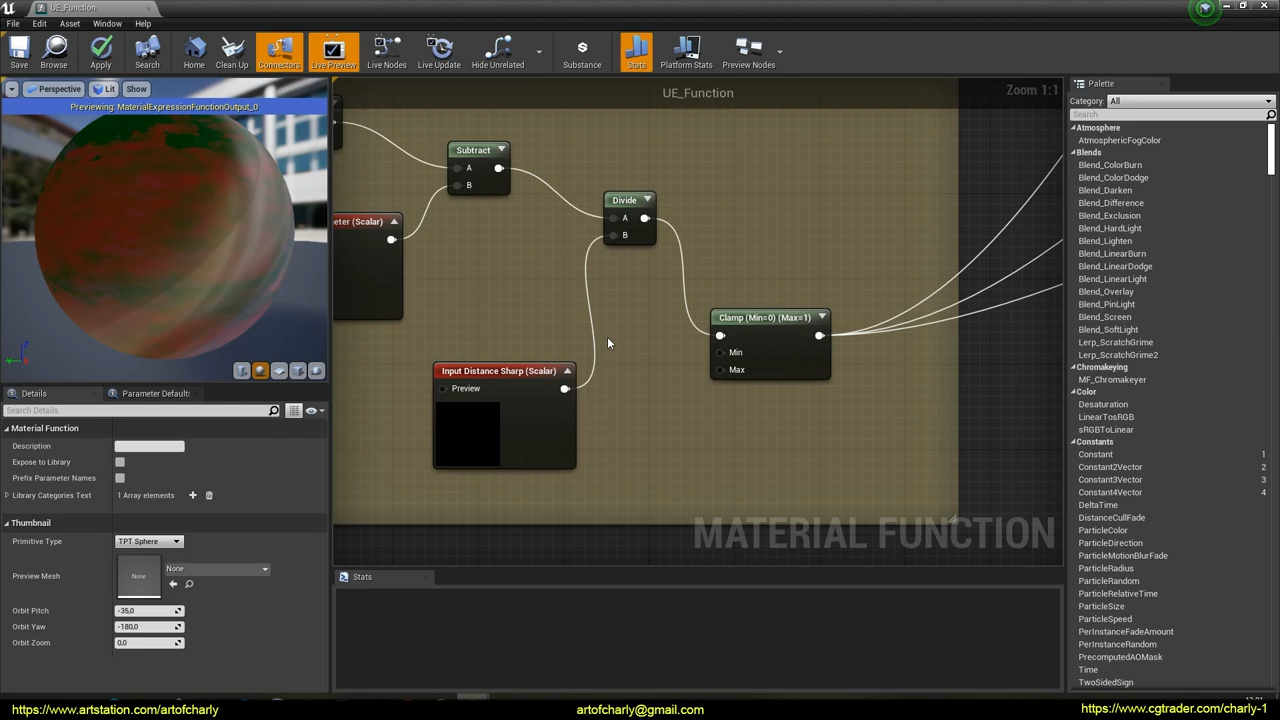 UE_Function
File Edit Asset Window Help
Save Browse Apply Search Home Clean Up Connectors Live Preview Live Nodes Live Update Hide Unrelated Substance Stats Platform Stats Preview Nodes
Perspective Lit Show
Previewing: MaterialExpressionFunctionOutput_0
UE_Function
Zoom 1:1
Subtract
A
B
eter (Scalar)
Divide
A
B
Clamp (Min=0) (Max=1)
Min
Max
Input Distance Sharp (Scalar)
Preview
MATERIAL FUNCTION
Stats
Details Parameter Default:
Search Details
Material Function
Description
Expose to Library
Prefix Parameter Names
Library Categories Text 1 Array elements
Thumbnail
Primitive Type TPT Sphere
Preview Mesh None None
Orbit Pitch -35,0
Orbit Yaw -180,0
Orbit Zoom 0,0
Palette
Category: All
Search
Atmosphere
AtmosphericFogColor
Blends
Blend_ColorBurn
Blend_ColorDodge
Blend_Darken
Blend_Difference
Blend_Exclusion
Blend_HardLight
Blend_Lighten
Blend_LinearBurn
Blend_LinearDodge
Blend_LinearLight
Blend_Overlay
Blend_PinLight
Blend_Screen
Blend_SoftLight
Lerp_ScratchGrime
Lerp_ScratchGrime2
Chromakeying
MF_Chromakeyer
Color
Desaturation
LinearTosRGB
sRGBToLinear
Constants
Constant 1
Constant2Vector 2
Constant3Vector 3
Constant4Vector 4
DeltaTime
DistanceCullFade
ParticleColor
ParticleDirection
ParticleMotionBlurFade
ParticleRadius
ParticleRandom
ParticleRelativeTime
ParticleSize
ParticleSpeed
PerInstanceFadeAmount
PerInstanceRandom
PrecomputedAOMask
Time
TwoSidedSign
https://www.artstation.com/artofcharly artofcharly@gmail.com https://www.cgtrader.com/charly-1